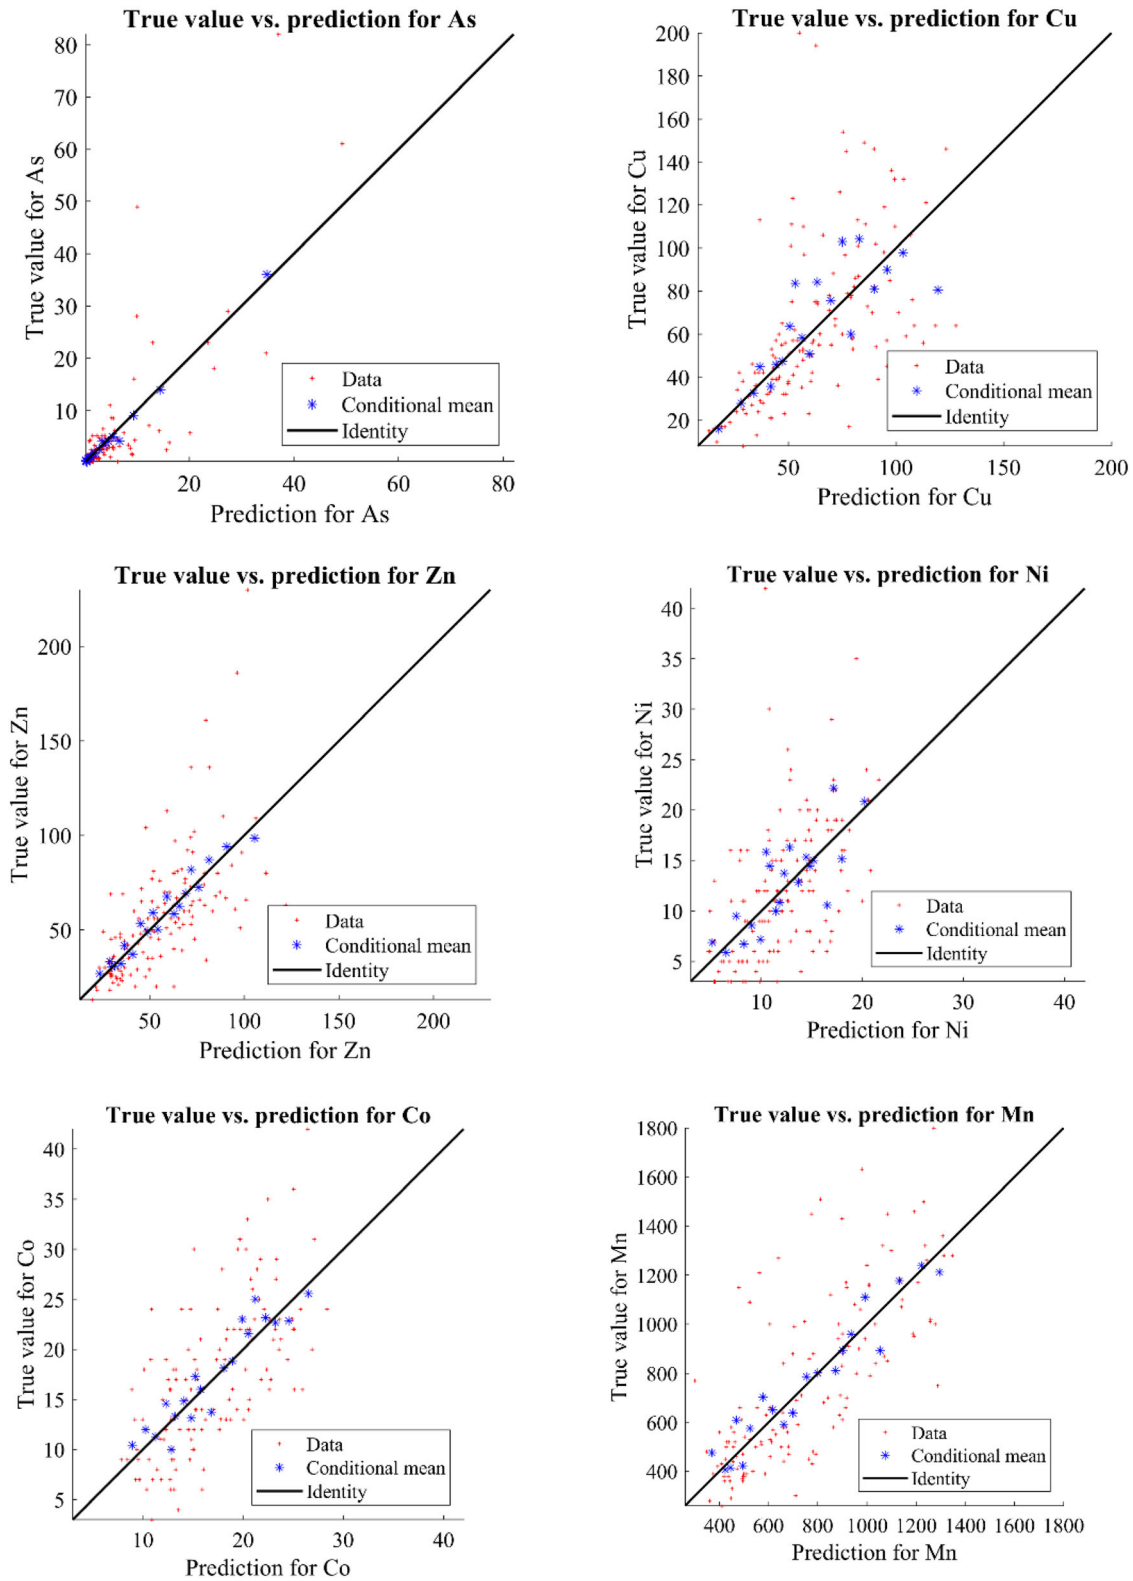 True value vs. prediction for As
80
70
60
50
40
30
20
10
True value for As
Data
Conditional mean
Identity
20
40
60
80
Prediction for As
True value vs. prediction for Cu
200
180
160
140
120
100
80
60
40
20
True value for Cu
Data
Conditional mean
Identity
50
100
150
200
Prediction for Cu
True value vs. prediction for Zn
200
150
100
50
True value for Zn
Data
Conditional mean
Identity
50
100
150
200
Prediction for Zn
True value vs. prediction for Ni
40
35
30
25
20
15
10
5
True value for Ni
Data
Conditional mean
Identity
10
20
30
40
Prediction for Ni
True value vs. prediction for Co
40
35
30
25
20
15
10
5
True value for Co
Data
Conditional mean
Identity
10
20
30
40
Prediction for Co
True value vs. prediction for Mn
1800
1600
1400
1200
1000
800
600
400
True value for Mn
Data
Conditional mean
Identity
400
600
800
1000
1200
1400
1600
1800
Prediction for Mn